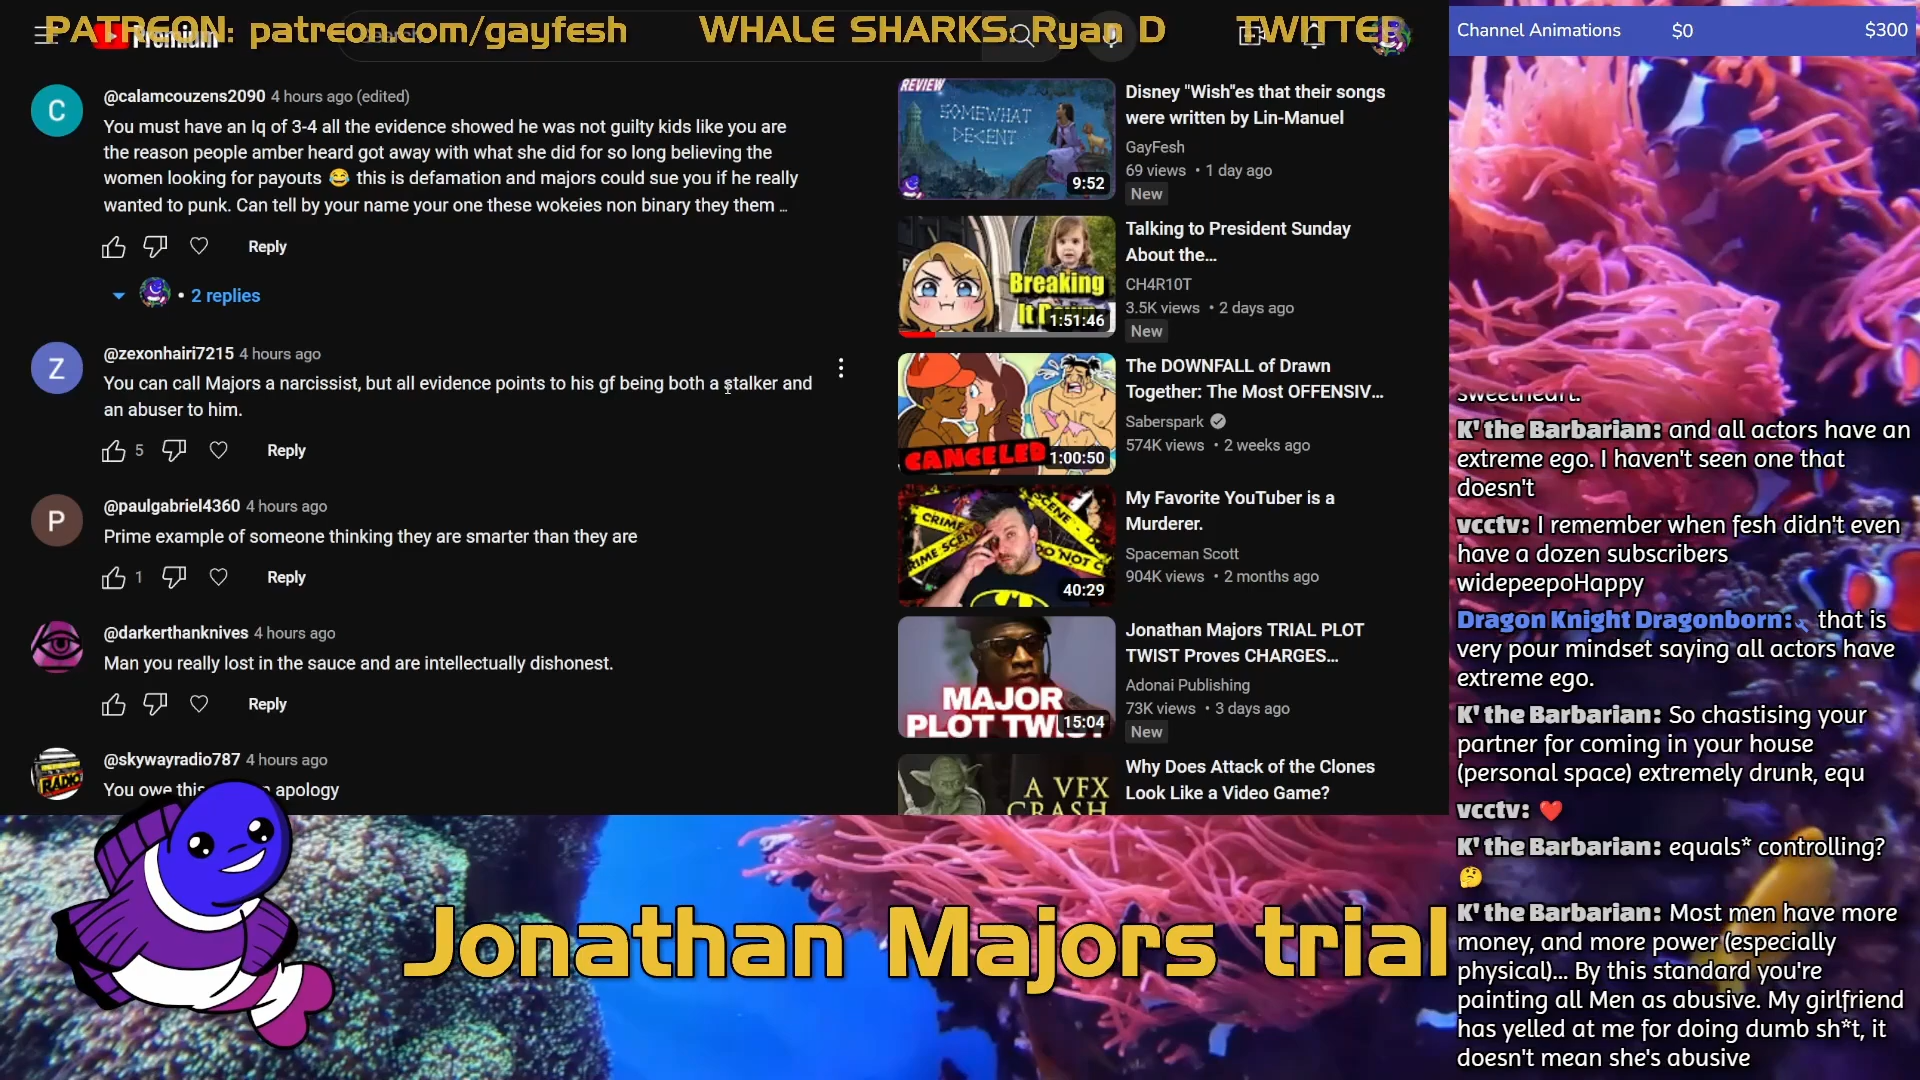 PATREON: patreon.com/gayfesh WHALE SHARKS: Ryan D TWITTER
Premium
Search
Channel Animations $0 $300
@calamcouzens2090 4 hours ago (edited)
You must have an Iq of 3-4 all the evidence showed he was not guilty kids like you are
the reason people amber heard got away with what she did for so long believing the
women looking for payouts 😂 this is defamation and majors could sue you if he really
wanted to punk. Can tell by your name your one these wokeies non binary they them ...
Reply
2 replies
@zexonhairi7215 4 hours ago
You can call Majors a narcissist, but all evidence points to his gf being both a stalker and
an abuser to him.
5 Reply
@paulgabriel4360 4 hours ago
Prime example of someone thinking they are smarter than they are
1 Reply
@darkerthanknives 4 hours ago
Man you really lost in the sauce and are intellectually dishonest.
Reply
@skywayradio787 4 hours ago
You owe this apology
C
Z
P
RADIO
REVIEW
SOMEWHAT
DECENT
9:52
Disney "Wish"es that their songs
were written by Lin-Manuel
GayFesh
69 views • 1 day ago
New
Breaking
It
1:51:46
Talking to President Sunday
About the...
CH4R10T
3.5K views • 2 days ago
New
CANCELED
1:00:50
The DOWNFALL of Drawn
Together: The Most OFFENSIV...
Saberspark
574K views • 2 weeks ago
40:29
My Favorite YouTuber is a
Murderer.
Spaceman Scott
904K views • 2 months ago
MAJOR
PLOT TWIST
15:04
Jonathan Majors TRIAL PLOT
TWIST Proves CHARGES...
Adonai Publishing
73K views • 3 days ago
New
A VFX
CRASH
Why Does Attack of the Clones
Look Like a Video Game?
sweetheart.
K' the Barbarian: and all actors have an
extreme ego. I haven't seen one that
doesn't
vcctv: I remember when fesh didn't even
have a dozen subscribers
widepeepoHappy
Dragon Knight Dragonborn: that is
very pour mindset saying all actors have
extreme ego.
K' the Barbarian: So chastising your
partner for coming in your house
(personal space) extremely drunk, equ
vcctv: ❤️
K' the Barbarian: equals* controlling?
🤔
K' the Barbarian: Most men have more
money, and more power (especially
physical)... By this standard you're
painting all Men as abusive. My girlfriend
has yelled at me for doing dumb sh*t, it
doesn't mean she's abusive
Jonathan Majors trial